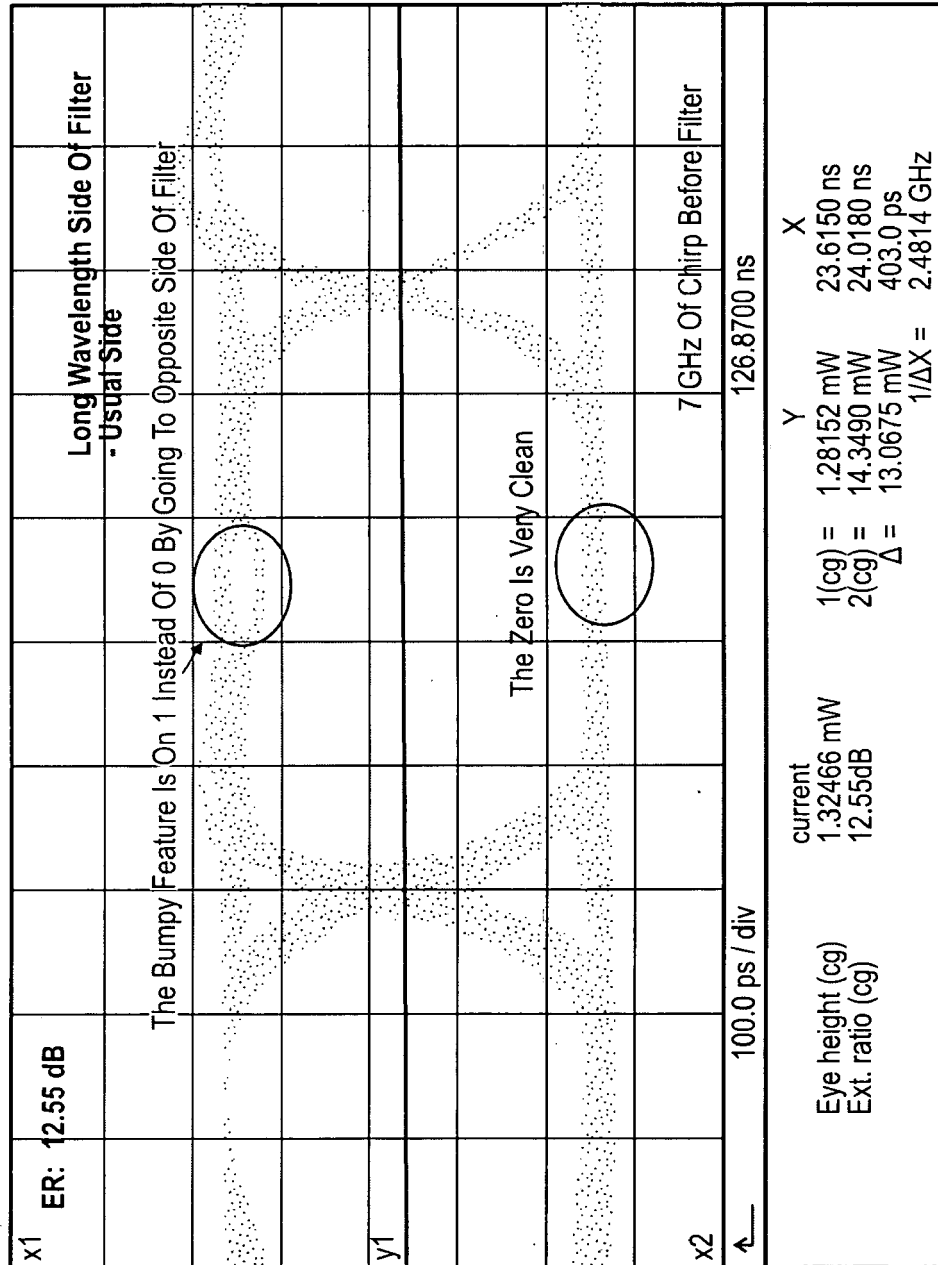 x1
ER: 12.55 dB
Long Wavelength Side Of Filter
- Usual Side
The Bumpy Feature Is On 1 Instead Of 0 By Going To Opposite Side Of Filter
y1
The Zero Is Very Clean
7 GHz Of Chirp Before Filter
x2
100.0 ps / div
126.8700 ns
current
Y
X
Eye height (cg)
1.32466 mW
1(cg) =
1.28152 mW
23.6150 ns
Ext. ratio (cg)
12.55dB
2(cg) =
14.3490 mW
24.0180 ns
Δ =
13.0675 mW
403.0 ps
1/ΔX =
2.4814 GHz